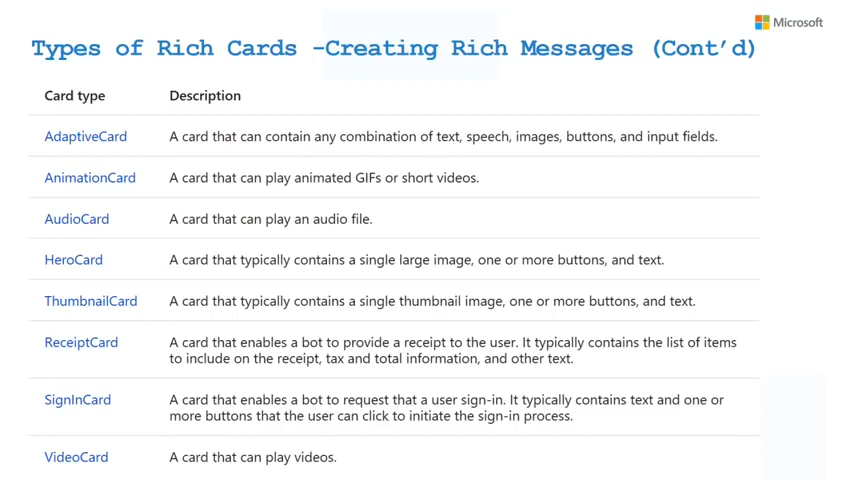 Microsoft
Types of Rich Cards -Creating Rich Messages (Cont’d)
Card type Description
AdaptiveCard A card that can contain any combination of text, speech, images, buttons, and input fields.
AnimationCard A card that can play animated GIFs or short videos.
AudioCard A card that can play an audio file.
HeroCard A card that typically contains a single large image, one or more buttons, and text.
ThumbnailCard A card that typically contains a single thumbnail image, one or more buttons, and text.
ReceiptCard A card that enables a bot to provide a receipt to the user. It typically contains the list of items
to include on the receipt, tax and total information, and other text.
SignInCard A card that enables a bot to request that a user sign-in. It typically contains text and one or
more buttons that the user can click to initiate the sign-in process.
VideoCard A card that can play videos.